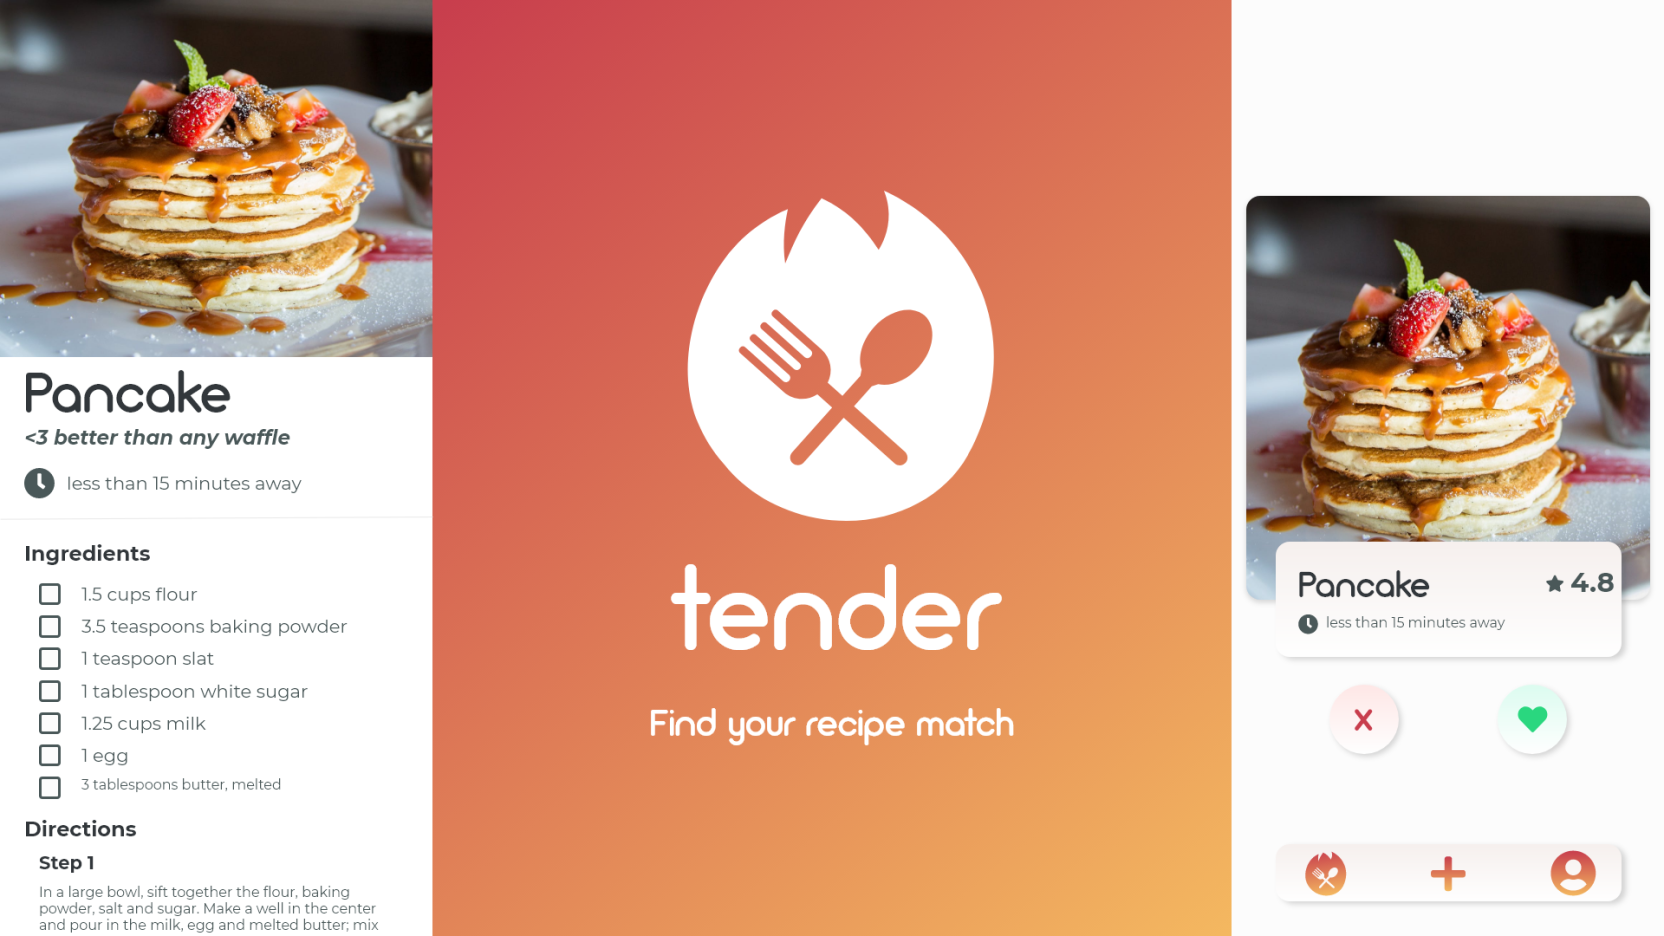 Pancake
<3 better than any waffle
less than 15 minutes away
Ingredients
1.5 cups flour
3.5 teaspoons baking powder
1 teaspoon slat
1 tablespoon white sugar
1.25 cups milk
1 egg
3 tablespoons butter, melted
Directions
Step 1
In a large bowl, sift together the flour, baking
powder, salt and sugar. Make a well in the center
and pour in the milk, egg and melted butter; mix
tender
Find your recipe match
Pancake
4.8
less than 15 minutes away